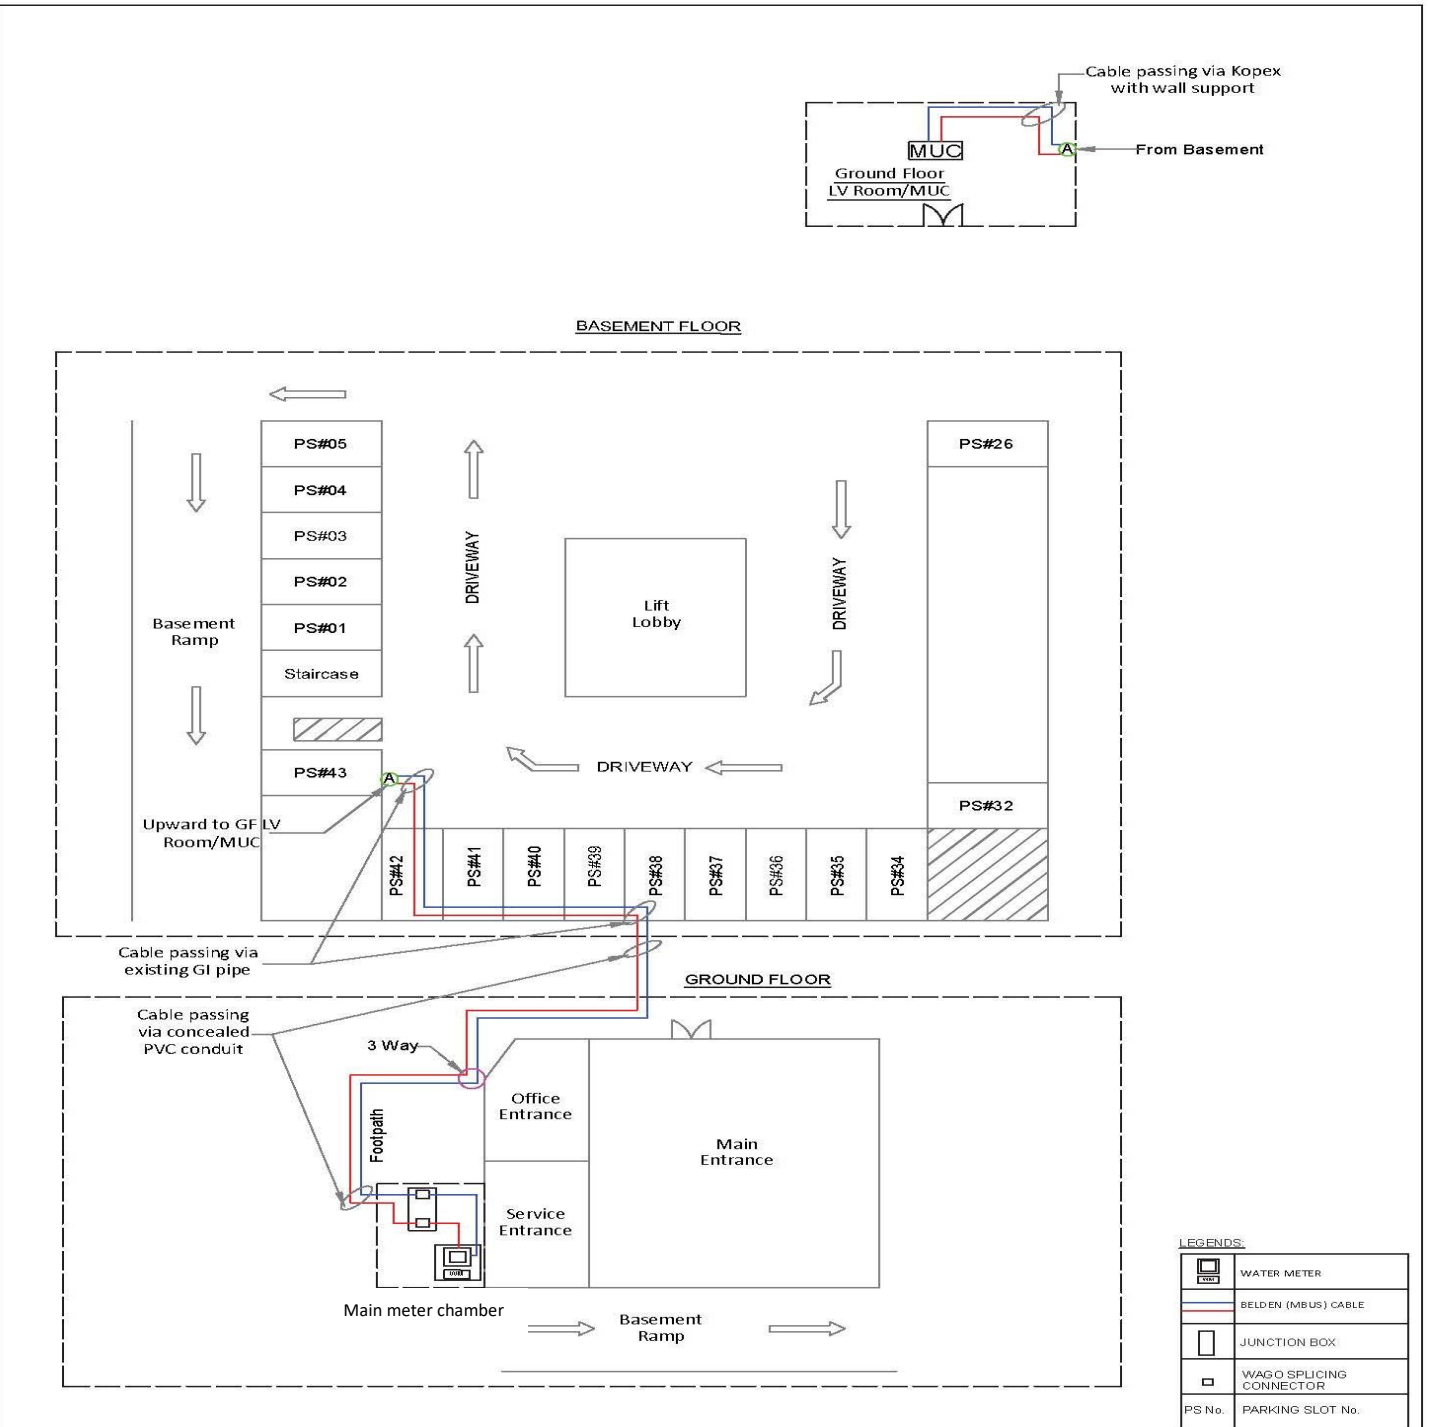 Cable passing via Kopex
with wall support
MUC
A
From Basement
Ground Floor
LV Room/MUC
BASEMENT FLOOR
PS#05
PS#26
PS#04
PS#03
PS#02
PS#01
Staircase
DRIVEWAY
DRIVEWAY
Lift
Lobby
Basement
Ramp
PS#43
A
DRIVEWAY
PS#32
Upward to GF LV
Room/MUC
PS#42
PS#41
PS#40
PS#39
PS#38
PS#37
PS#36
PS#35
PS#34
Cable passing via
existing GI pipe
GROUND FLOOR
Cable passing
via concealed
PVC conduit
3 Way
Footpath
Office
Entrance
Main
Entrance
Service
Entrance
WM
Main meter chamber
Basement
Ramp
LEGENDS:
WM
WATER METER
BELDEN (MBUS) CABLE
JUNCTION BOX
WAGO SPLICING
CONNECTOR
PS No.
PARKING SLOT No.